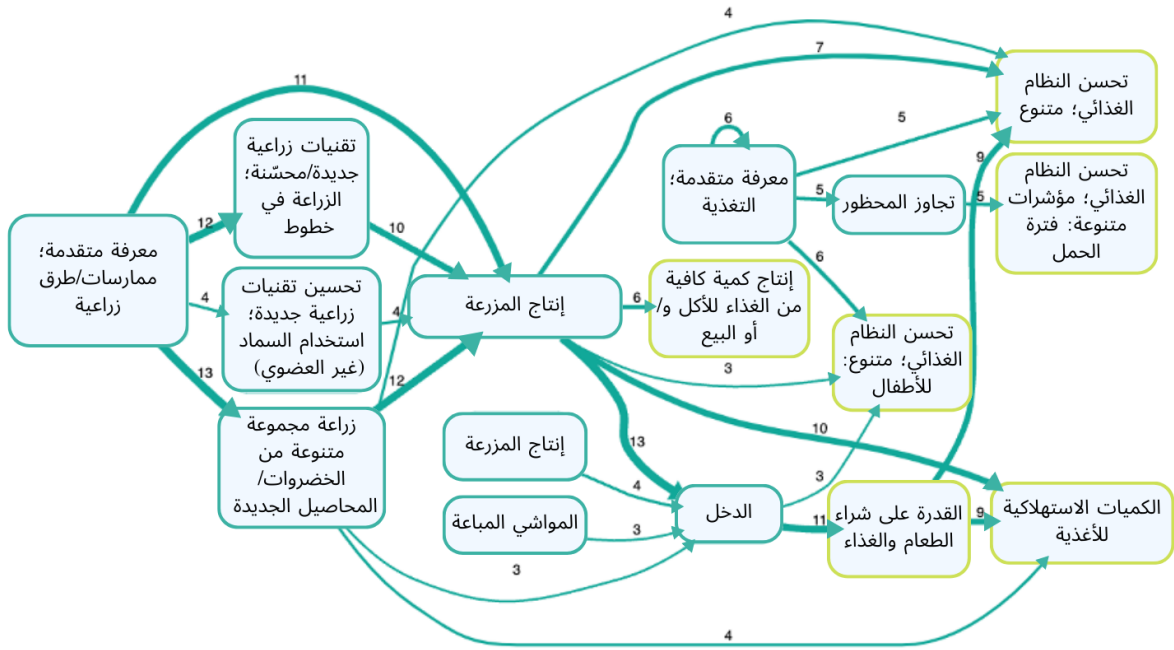 4
7
11
تحسن النظام
الغذائي؛ متنوع
6
5
تقنيات زراعية
جديدة/محسّنة؛
الزراعة في
خطوط
معرفة متقدمة؛
التغذية
9
تحسن النظام
الغذائي؛ مؤشرات
متنوعة: فترة
الحمل
5
تجاوز المحظور
5
12
10
معرفة متقدمة؛
ممارسات/طرق
زراعية
6
إنتاج كمية كافية
من الغذاء للأكل و/
أو البيع
6
إنتاج المزرعة
4
تحسين تقنيات
زراعية جديدة؛
استخدام السماد
(غير العضوي)
4
تحسن النظام
الغذائي؛ متنوع:
للأطفال
3
13
12
زراعة مجموعة
متنوعة من
الخضروات/
المحاصيل الجديدة
10
13
إنتاج المزرعة
4
3
الدخل
المواشي المباعة
3
11
القدرة على شراء
الطعام والغذاء
9
الكميات الاستهلاكية
للأغذية
3
4